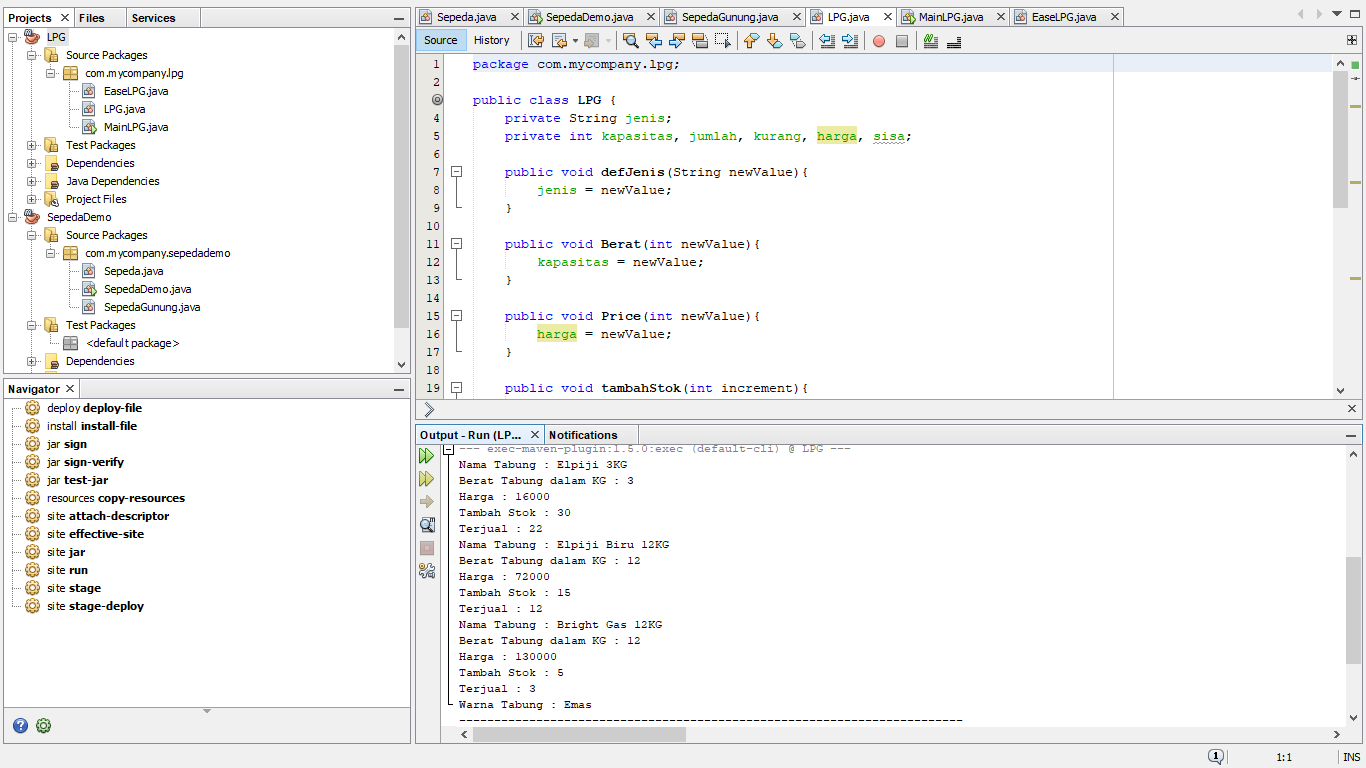 Projects Files Services
LPG
Source Packages
com.mycompany.lpg
EaseLPG.java
LPG.java
MainLPG.java
Test Packages
Dependencies
Java Dependencies
Project Files
SepedaDemo
Source Packages
com.mycompany.sepedademo
Sepeda.java
SepedaDemo.java
SepedaGunung.java
Test Packages
<default package>
Dependencies
Navigator
deploy deploy-file
install install-file
jar sign
jar sign-verify
jar test-jar
resources copy-resources
site attach-descriptor
site effective-site
site jar
site run
site stage
site stage-deploy
Sepeda.java SepedaDemo.java SepedaGunung.java LPG.java MainLPG.java EaseLPG.java
Source History
1 package com.mycompany.lpg;
2
public class LPG {
4 private String jenis;
5 private int kapasitas, jumlah, kurang, harga, sisa;
6
7 public void defJenis(String newValue){
8 jenis = newValue;
9 }
10
11 public void Berat(int newValue){
12 kapasitas = newValue;
13 }
14
15 public void Price(int newValue){
16 harga = newValue;
17 }
18
19 public void tambahStok(int increment){
Output - Run (LP... Notifications
--- exec-maven-plugin:1.5.0:exec (default-cli) @ LPG ---
Nama Tabung : Elpiji 3KG
Berat Tabung dalam KG : 3
Harga : 16000
Tambah Stok : 30
Terjual : 22
Nama Tabung : Elpiji Biru 12KG
Berat Tabung dalam KG : 12
Harga : 72000
Tambah Stok : 15
Terjual : 12
Nama Tabung : Bright Gas 12KG
Berat Tabung dalam KG : 12
Harga : 130000
Tambah Stok : 5
Terjual : 3
Warna Tabung : Emas
------------------------------------------------------------------------
1 1:1 INS